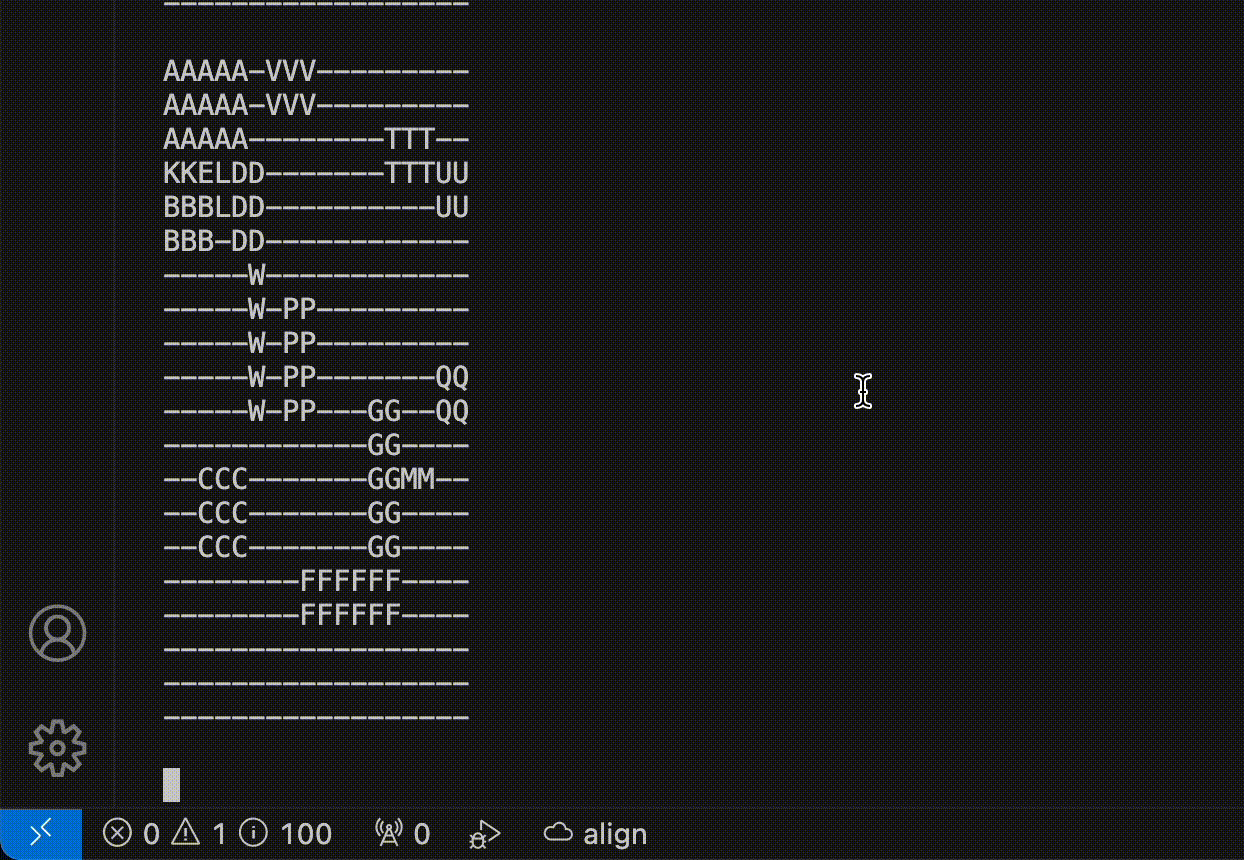 ------------------
AAAAA-VVV---------
AAAAA-VVV---------
AAAAA--------TTT--
KKELDD-------TTTUU
BBBLDD----------UU
BBB-DD------------
-----W------------
-----W-PP---------
-----W-PP---------
-----W-PP-------QQ
-----W-PP---GG--QQ
------------GG----
--CCC-------GGMM--
--CCC-------GG----
--CCC-------GG----
--------FFFFFF----
--------FFFFFF----
------------------
------------------
------------------
0 1 100 0 align